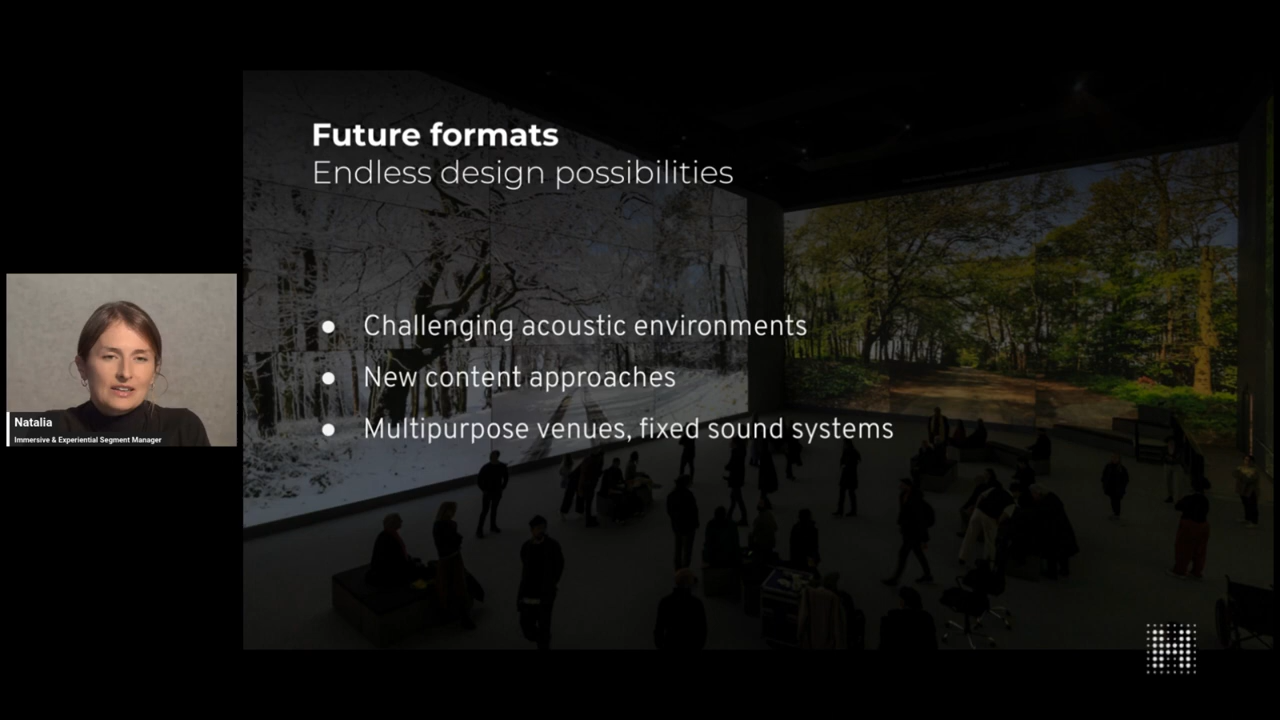 Future formats
Endless design possibilities
● Challenging acoustic environments
● New content approaches
● Multipurpose venues, fixed sound systems
Natalia
Immersive & Experiential Segment Manager
H